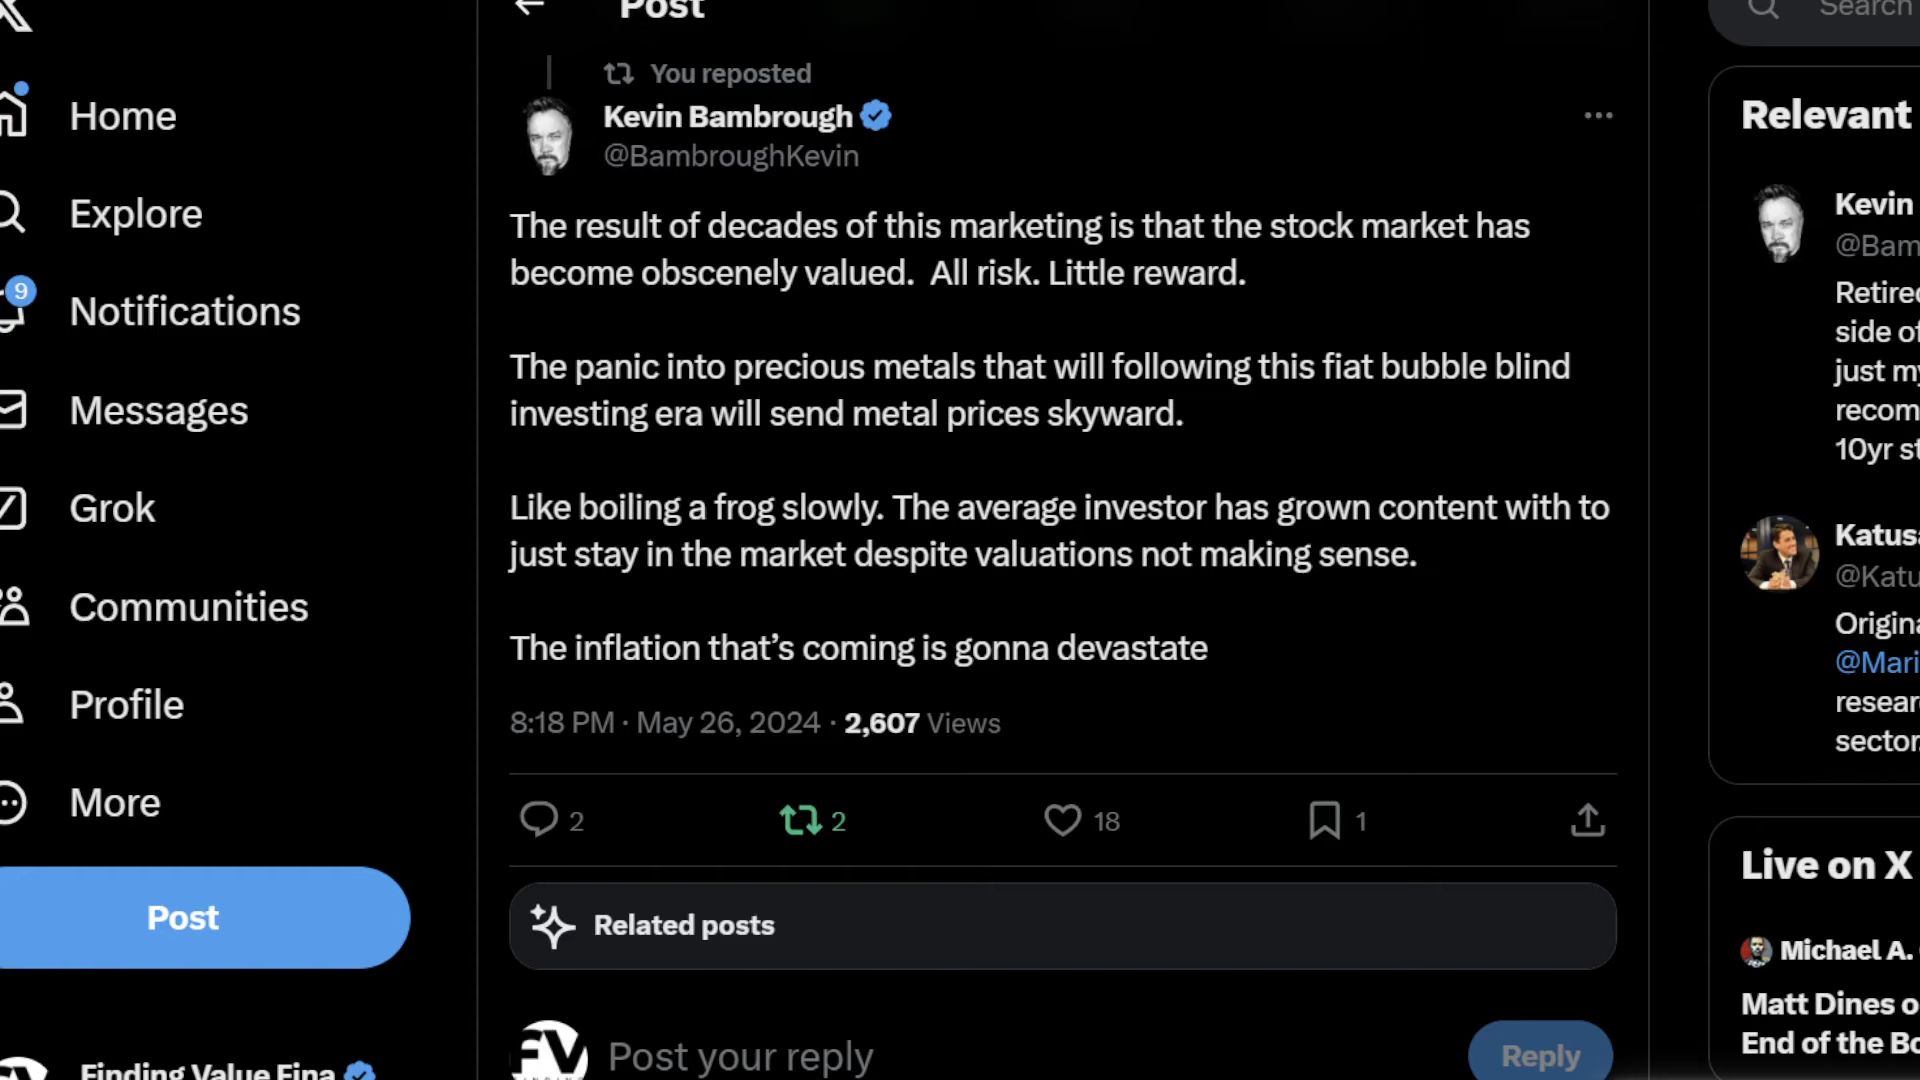 Post
You reposted
Kevin Bambrough
@BambroughKevin
The result of decades of this marketing is that the stock market has
become obscenely valued.  All risk. Little reward.
The panic into precious metals that will following this fiat bubble blind
investing era will send metal prices skyward.
Like boiling a frog slowly. The average investor has grown content with to
just stay in the market despite valuations not making sense.
The inflation that’s coming is gonna devastate
8:18 PM · May 26, 2024 · 2,607 Views
2
2
18
1
Related posts
Post your reply
Reply
Home
Explore
9
Notifications
Messages
Grok
Communities
Profile
More
Post
Finding Value Fina
FV
Search
Relevant
Kevin
@Bam
Retired
side of
just my
recom
10yr st
Katusa
@Katu
Origina
@Mari
resear
sector.
Live on X
Michael A.
Matt Dines o
End of the Bo